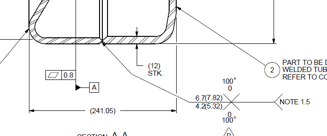 PART TO BE
WELDED TUB
REFER TO CO
2
(12)
STK.
0.8
A
100°
0
6.7(7.82)
4.2(5.32)
NOTE 1.5
0
100°
(241.05)
SECTION A-A